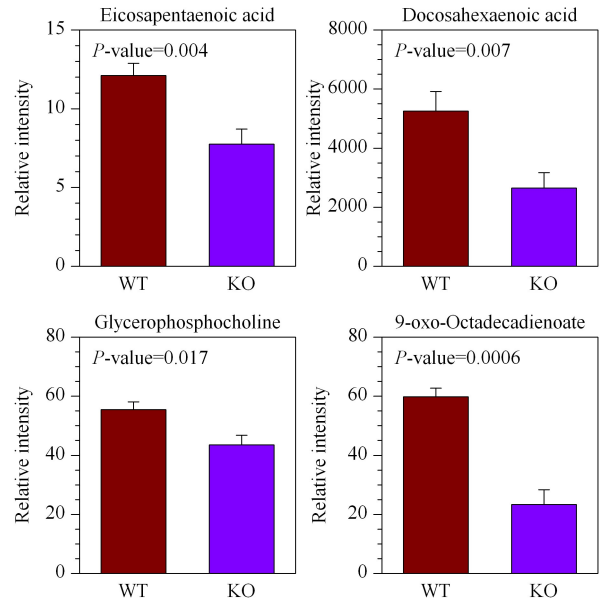 Eicosapentaenoic acid
15
10
5
0
Relative intensity
P-value=0.004
WT KO
Docosahexaenoic acid
8000
6000
4000
2000
0
Relative intensity
P-value=0.007
WT KO
Glycerophosphocholine
80
60
40
20
0
Relative intensity
P-value=0.017
WT KO
9-oxo-Octadecadienoate
80
60
40
20
0
Relative intensity
P-value=0.0006
WT KO